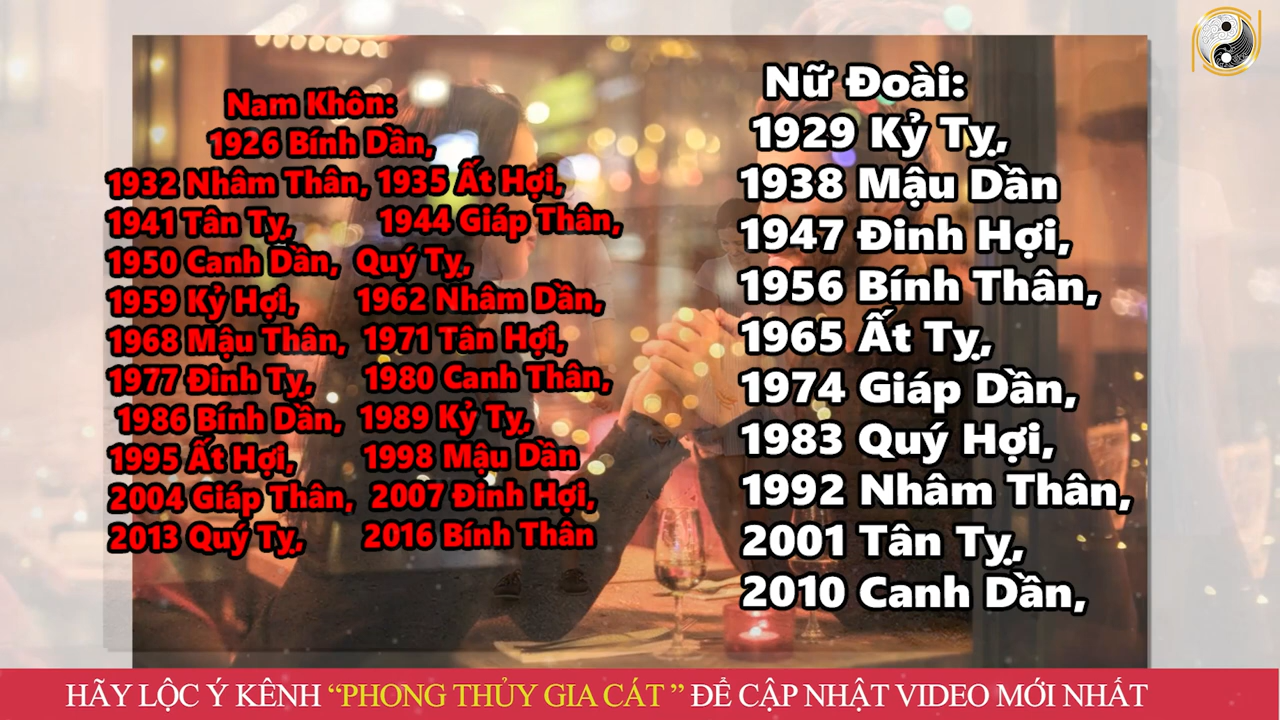 Nam Khôn:
1926 Bính Dần,
1932 Nhâm Thân, 1935 Ất Hợi,
1941 Tân Tỵ, 1944 Giáp Thân,
1950 Canh Dần, Quý Tỵ,
1959 Kỷ Hợi, 1962 Nhâm Dần,
1968 Mậu Thân, 1971 Tân Hợi,
1977 Đinh Tỵ, 1980 Canh Thân,
1986 Bính Dần, 1989 Kỷ Tỵ,
1995 Ất Hợi, 1998 Mậu Dần
2004 Giáp Thân, 2007 Đinh Hợi,
2013 Quý Tỵ, 2016 Bính Thân
Nữ Đoài:
1929 Kỷ Tỵ,
1938 Mậu Dần
1947 Đinh Hợi,
1956 Bính Thân,
1965 Ất Tỵ,
1974 Giáp Dần,
1983 Quý Hợi,
1992 Nhâm Thân,
2001 Tân Tỵ,
2010 Canh Dần,
HÃY LỘC Ý KÊNH “PHONG THỦY GIA CÁT ” ĐỂ CẬP NHẬT VIDEO MỚI NHẤT